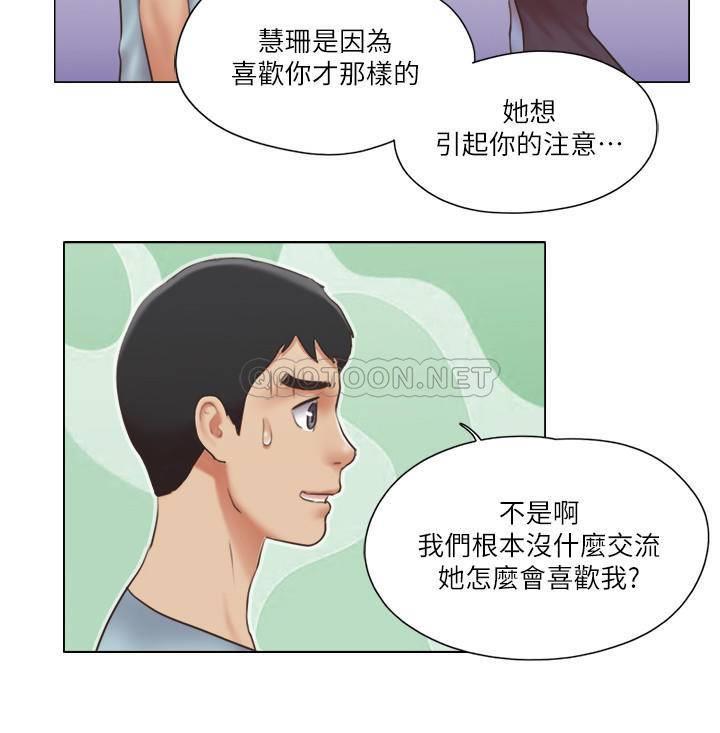 慧珊是因為
喜歡你才那樣的
她想
引起你的注意…
QOOTOON.NET
不是啊
我們根本沒什麼交流
她怎麼會喜歡我?